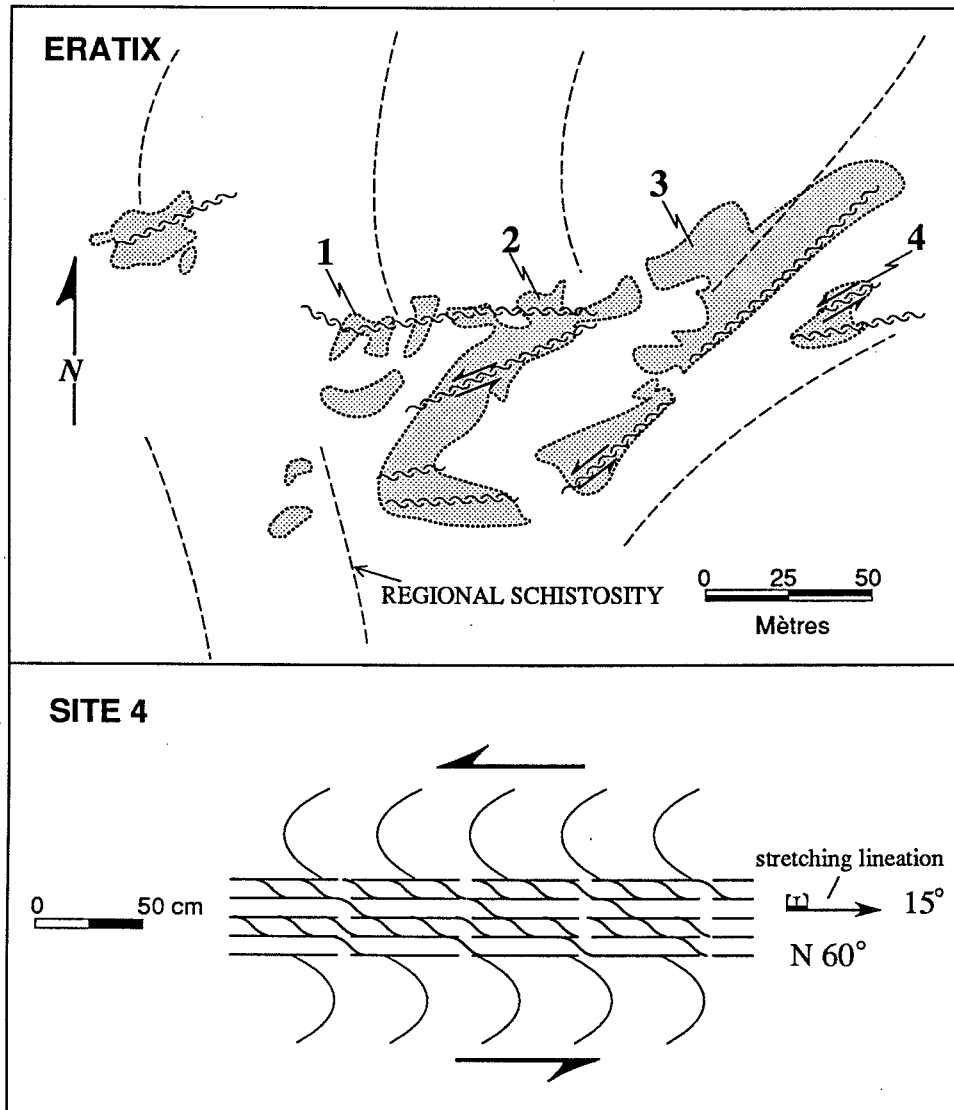 ERATIX
1
2
3
4
N
REGIONAL SCHISTOSITY
0 25 50
Mètres
SITE 4
stretching lineation
0 50 cm
15°
N 60°